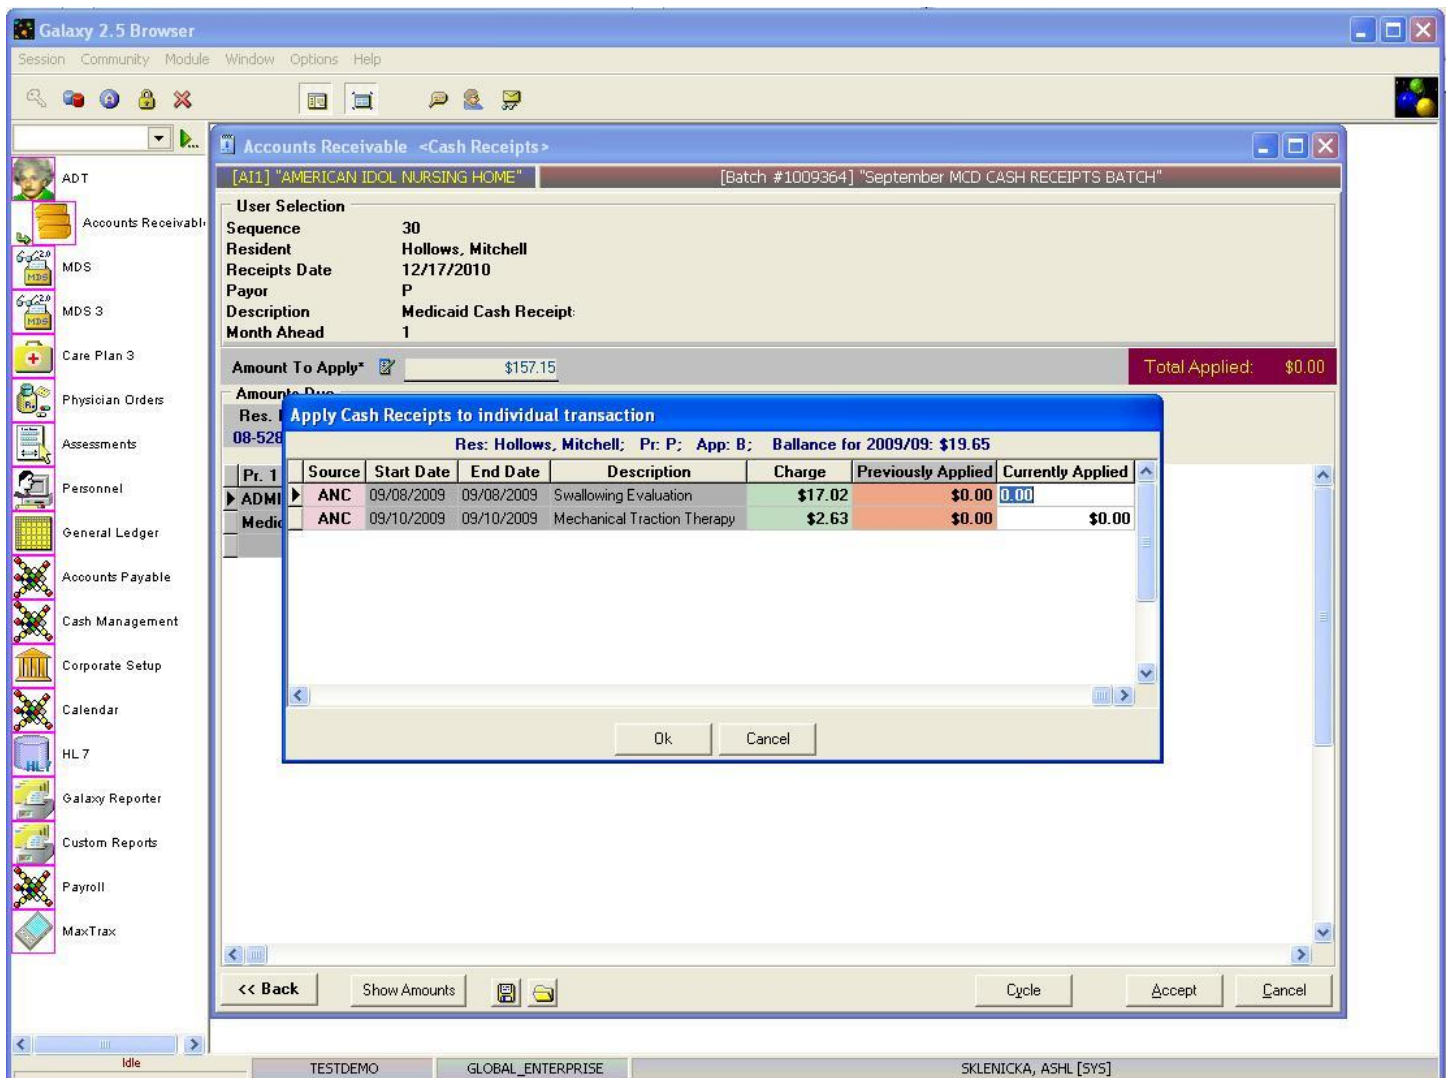 Galaxy 2.5 Browser
Session Community Module Window Options Help
Accounts Receivable <Cash Receipts>
[AI1] "AMERICAN IDOL NURSING HOME" [Batch #1009364] "September MCD CASH RECEIPTS BATCH"
User Selection
Sequence 30
Resident Hollows, Mitchell
Receipts Date 12/17/2010
Payor P
Description Medicaid Cash Receipt
Month Ahead 1
Amount To Apply* $157.15 Total Applied: $0.00
Amounts Due
Res.
08-528
Pr. 1
ADMI
Medic
Apply Cash Receipts to individual transaction
Res: Hollows, Mitchell; Pr: P; App: B; Ballance for 2009/09: $19.65
Source Start Date End Date Description Charge Previously Applied Currently Applied
ANC 09/08/2009 09/08/2009 Swallowing Evaluation $17.02 $0.00 0.00
ANC 09/10/2009 09/10/2009 Mechanical Traction Therapy $2.63 $0.00 $0.00
Ok Cancel
<< Back Show Amounts Cycle Accept Cancel
ADT
Accounts Receivabl
MDS
MDS 3
Care Plan 3
Physician Orders
Assessments
Personnel
General Ledger
Accounts Payable
Cash Management
Corporate Setup
Calendar
HL7
Galaxy Reporter
Custom Reports
Payroll
MaxTrax
Idle TESTDEMO GLOBAL_ENTERPRISE SKLENICKA, ASHL [SYS]